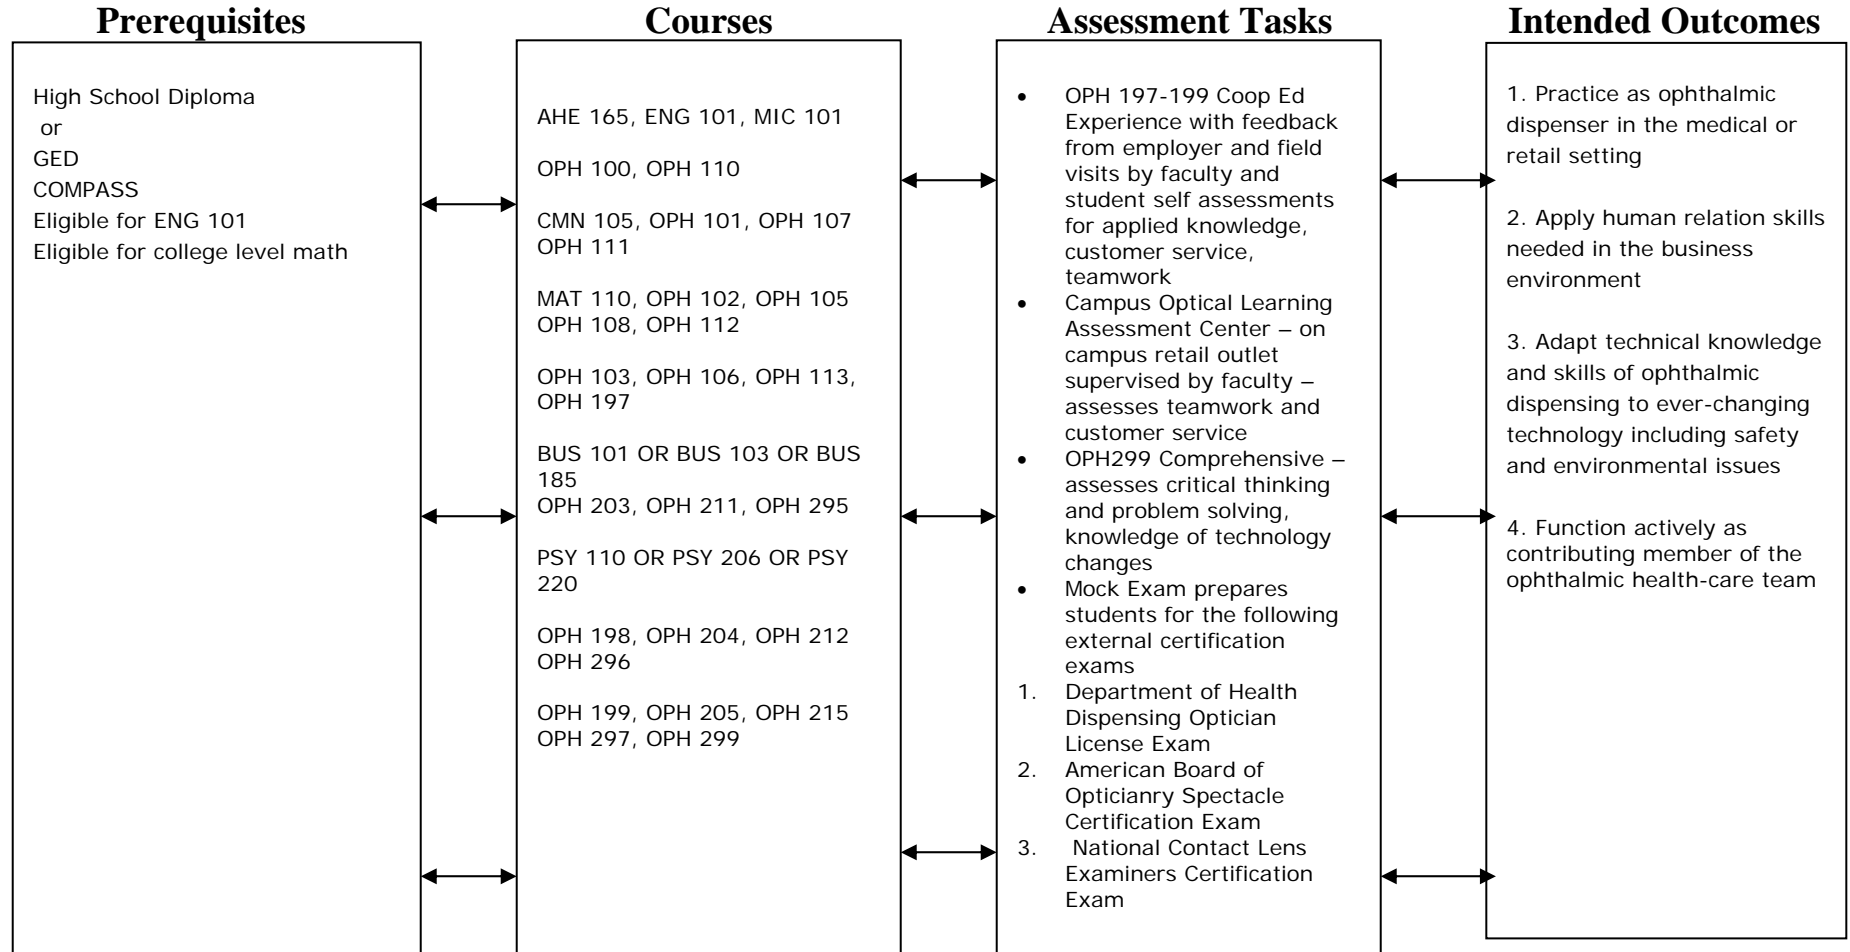 Prerequisites
High School Diploma
or
GED
COMPASS
Eligible for ENG 101
Eligible for college level math
Courses
AHE 165, ENG 101, MIC 101
OPH 100, OPH 110
CMN 105, OPH 101, OPH 107
OPH 111
MAT 110, OPH 102, OPH 105
OPH 108, OPH 112
OPH 103, OPH 106, OPH 113,
OPH 197
BUS 101 OR BUS 103 OR BUS
185
OPH 203, OPH 211, OPH 295
PSY 110 OR PSY 206 OR PSY
220
OPH 198, OPH 204, OPH 212
OPH 296
OPH 199, OPH 205, OPH 215
OPH 297, OPH 299
Assessment Tasks
• OPH 197-199 Coop Ed
Experience with feedback
from employer and field
visits by faculty and
student self assessments
for applied knowledge,
customer service,
teamwork
• Campus Optical Learning
Assessment Center – on
campus retail outlet
supervised by faculty –
assesses teamwork and
customer service
• OPH299 Comprehensive –
assesses critical thinking
and problem solving,
knowledge of technology
changes
• Mock Exam prepares
students for the following
external certification
exams
1. Department of Health
Dispensing Optician
License Exam
2. American Board of
Opticianry Spectacle
Certification Exam
3. National Contact Lens
Examiners Certification
Exam
Intended Outcomes
1. Practice as ophthalmic
dispenser in the medical or
retail setting
2. Apply human relation skills
needed in the business
environment
3. Adapt technical knowledge
and skills of ophthalmic
dispensing to ever-changing
technology including safety
and environmental issues
4. Function actively as
contributing member of the
ophthalmic health-care team